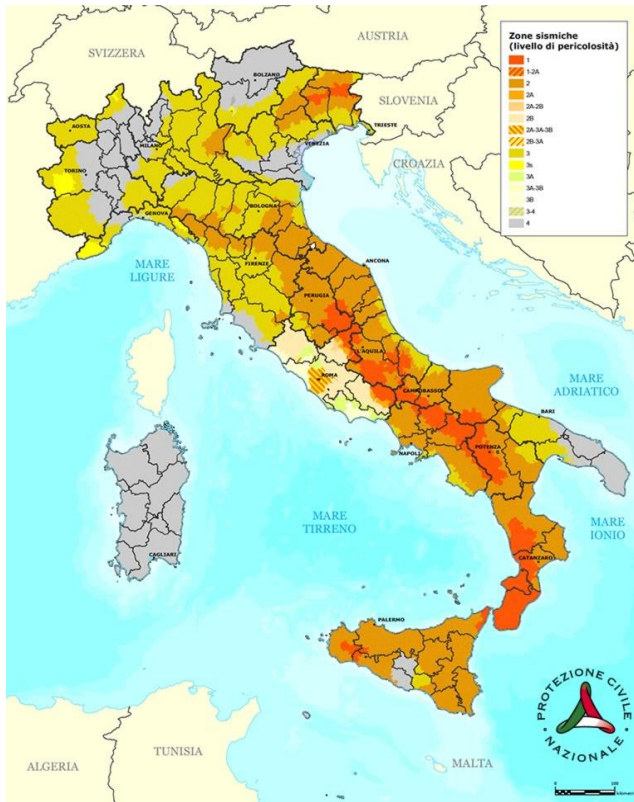 AUSTRIA
SVIZZERA
Zone sismiche
(livello di pericolosità)
1
1-2A
2
2A
2A-2B
2B
2A-3A-3B
2B-3A
3
3s
3A
3A-3B
3B
3-4
4
BOLZANO
SLOVENIA
AOSTA
TRIESTE
MILANO
VENEZIA
CROAZIA
TORINO
BOLOGNA
GENOVA
MARE
LIGURE
FIRENZE
ANCONA
PERUGIA
L'AQUILA
ROMA
CAMPOBASSO
MARE
ADRIATICO
BARI
NAPOLI
POTENZA
MARE
TIRRENO
MARE
IONIO
CAGLIARI
CATANZARO
PALERMO
PROTEZIONE CIVILE
NAZIONALE
TUNISIA
ALGERIA
MALTA
0
100